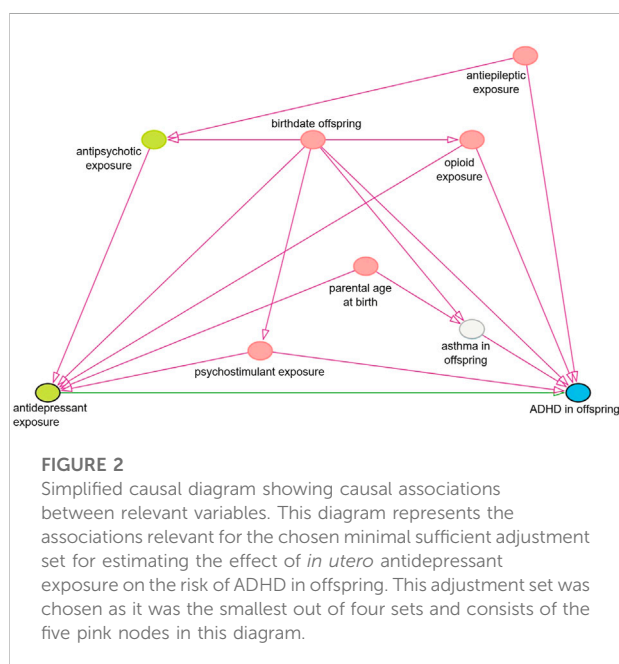 antiepileptic
exposure
birthdate offspring
antipsychotic
exposure
opioid
exposure
parental age
at birth
asthma in
offspring
psychostimulant exposure
antidepressant
exposure
ADHD in offspring
FIGURE 2
Simplified causal diagram showing causal associations
between relevant variables. This diagram represents the
associations relevant for the chosen minimal sufficient adjustment
set for estimating the effect of in utero antidepressant
exposure on the risk of ADHD in offspring. This adjustment set was
chosen as it was the smallest out of four sets and consists of the
five pink nodes in this diagram.